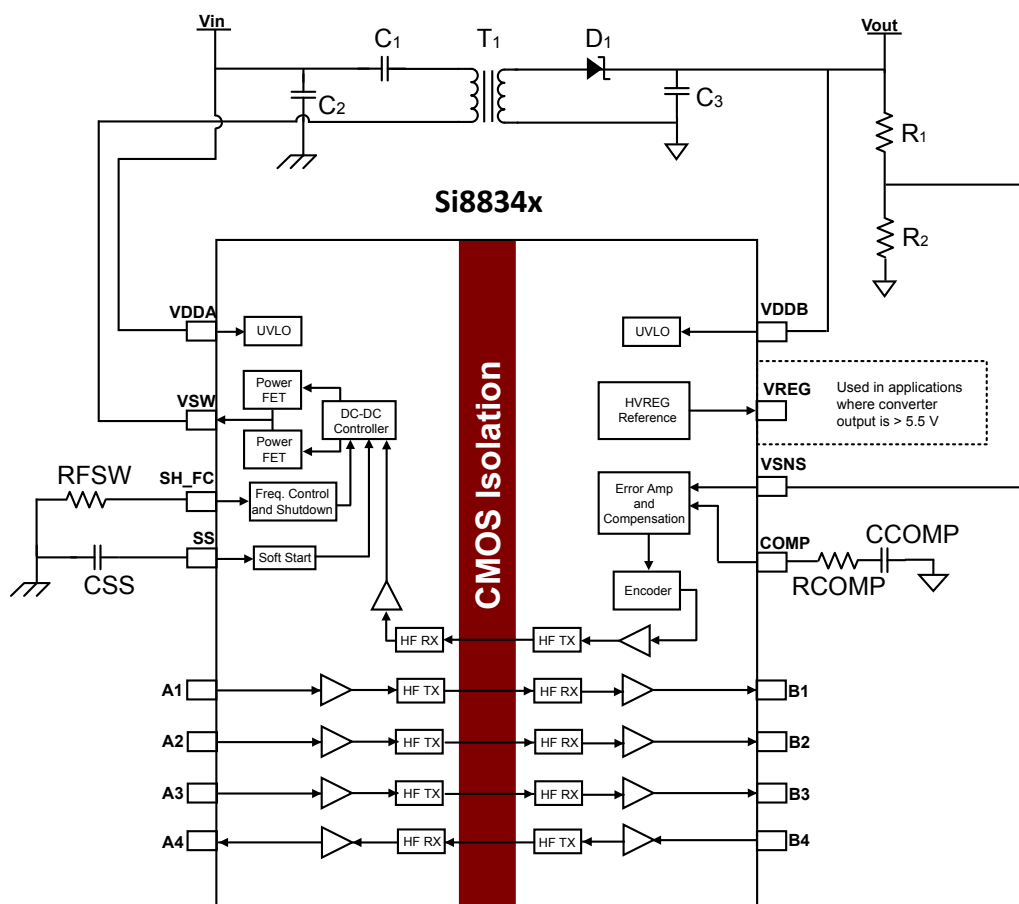 Vin
C1
T1
D1
Vout
C2
C3
R1
R2
Si8834x
CMOS Isolation
VDDA
UVLO
UVLO
VDDB
VSW
Power
FET
Power
FET
DC-DC
Controller
HVREG
Reference
VREG
Used in applications
where converter
output is > 5.5 V
RFSW
SH_FC
Freq. Control
and Shutdown
Error Amp
and
Compensation
VSNS
CSS
SS
Soft Start
COMP
RCOMP
CCOMP
Encoder
HF RX
HF TX
A1
HF TX
HF RX
B1
A2
HF TX
HF RX
B2
A3
HF TX
HF RX
B3
A4
HF RX
HF TX
B4